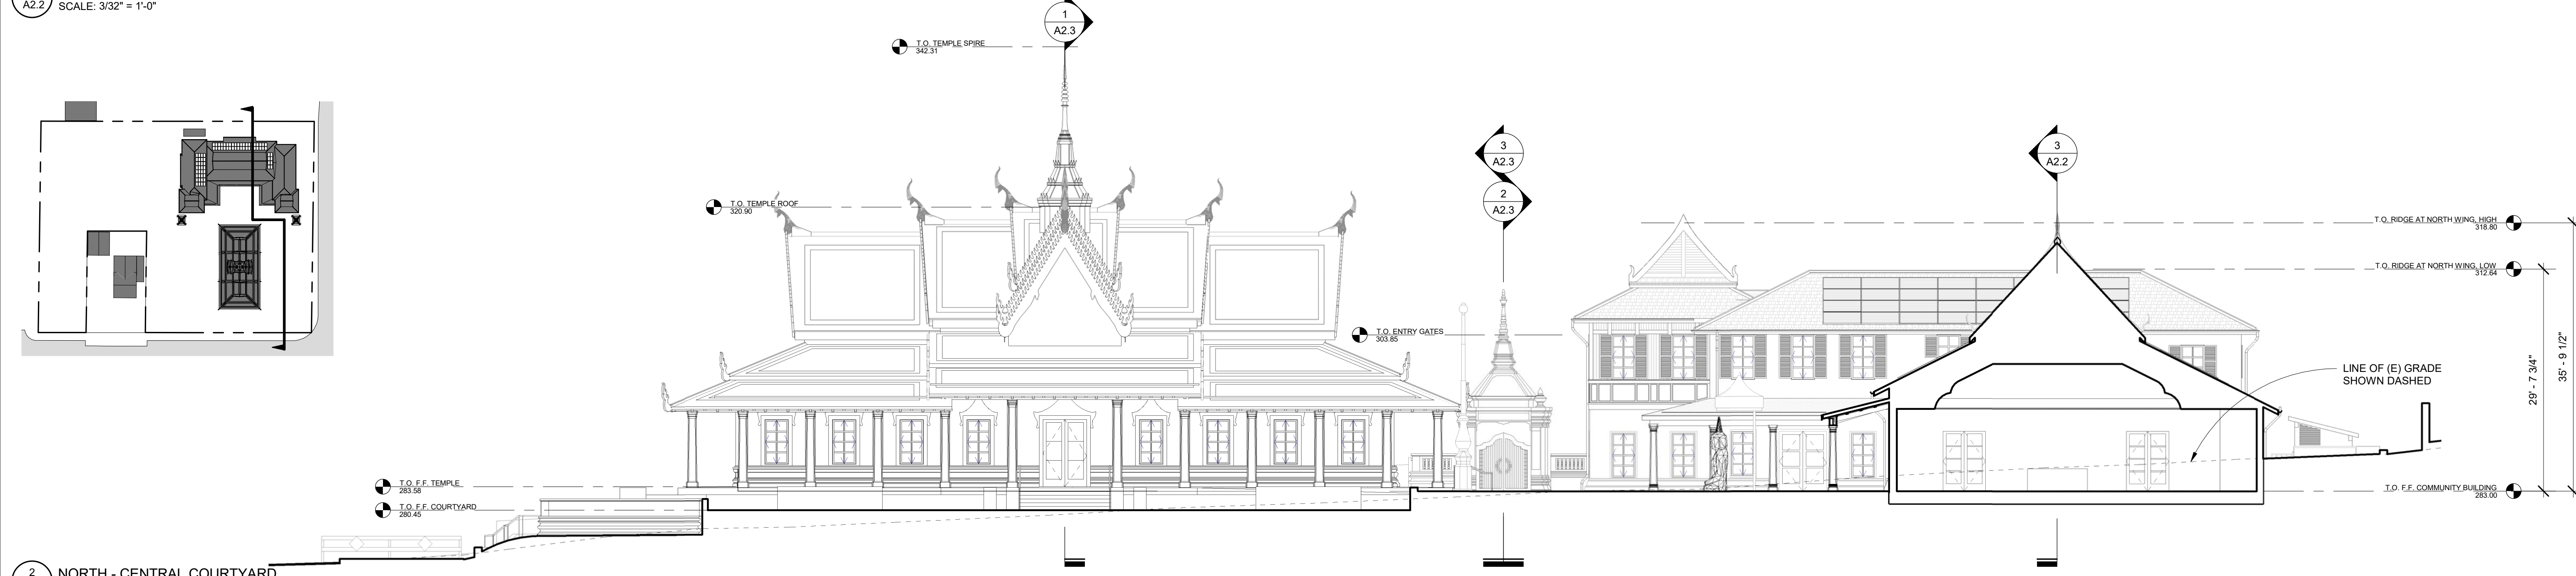 A2.2
SCALE: 3/32" = 1'-0"
1
A2.3
T.O. TEMPLE SPIRE
342.31
3
A2.3
2
A2.3
3
A2.2
T.O. TEMPLE ROOF
320.90
T.O. RIDGE AT NORTH WING, HIGH
318.80
T.O. RIDGE AT NORTH WING, LOW
312.64
T.O. ENTRY GATES
303.85
LINE OF (E) GRADE
SHOWN DASHED
29' - 7 3/4"
35' - 9 1/2"
T.O. F.F. TEMPLE
283.58
T.O. F.F. COURTYARD
280.45
T.O. F.F. COMMUNITY BUILDING
283.00
2
NORTH - CENTRAL COURTYARD